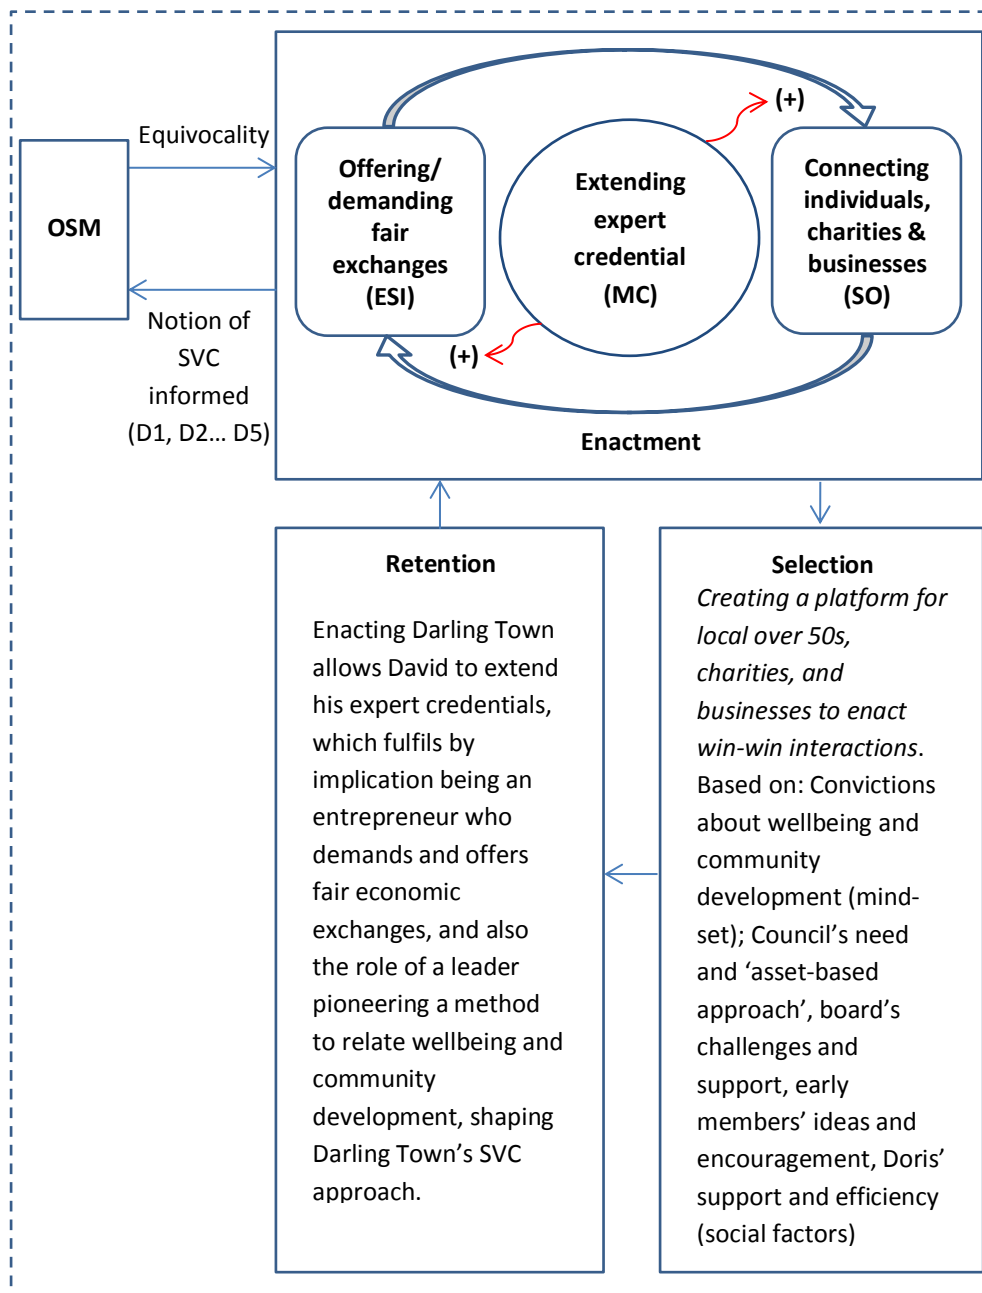 OSM
Equivocality
Notion of
SVC
informed
(D1, D2... D5)
Offering/
demanding
fair
exchanges
(ESI)
(+)
Extending
expert
credential
(MC)
(+)
Connecting
individuals,
charities &
businesses
(SO)
Enactment
Retention
Enacting Darling Town
allows David to extend
his expert credentials,
which fulfils by
implication being an
entrepreneur who
demands and offers
fair economic
exchanges, and also
the role of a leader
pioneering a method
to relate wellbeing and
community
development, shaping
Darling Town’s SVC
approach.
Selection
Creating a platform for
local over 50s,
charities, and
businesses to enact
win-win interactions.
Based on: Convictions
about wellbeing and
community
development (mind-
set); Council’s need
and ‘asset-based
approach’, board’s
challenges and
support, early
members’ ideas and
encouragement, Doris’
support and efficiency
(social factors)